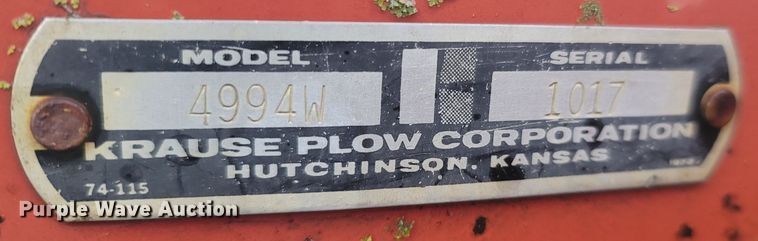 MODEL SERIAL
4994W 1017
KRAUSE PLOW CORPORATION
HUTCHINSON, KANSAS
74-115
Purple Wave Auction